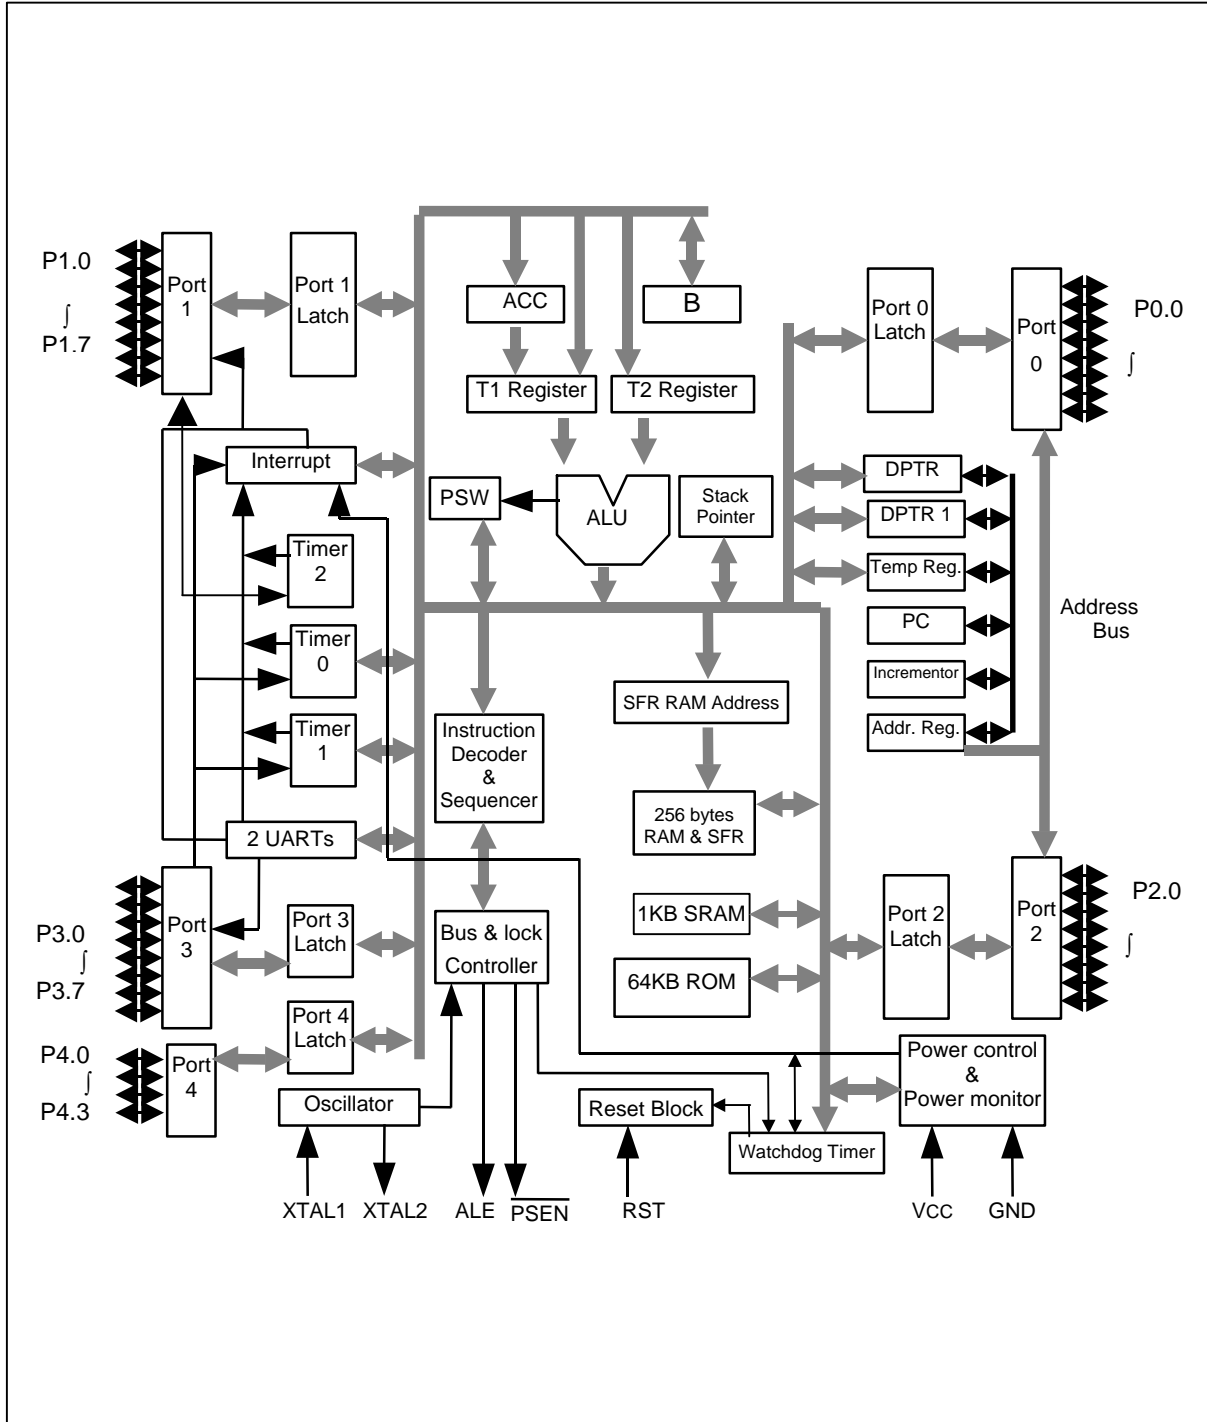 P1.0
∫
P1.7
Port
1
Port 1
Latch
ACC
B
T1 Register
T2 Register
Port 0
Latch
Port
0
P0.0
∫
Interrupt
PSW
ALU
Stack
Pointer
DPTR
DPTR 1
Temp Reg.
PC
Incrementor
Addr. Reg.
Address
Bus
Timer
2
Timer
0
Timer
1
SFR RAM Address
Instruction
Decoder
&
Sequencer
256 bytes
RAM & SFR
2 UARTs
P3.0
∫
P3.7
Port
3
Port 3
Latch
Bus & lock
Controller
1KB SRAM
64KB ROM
Port 2
Latch
Port
2
P2.0
∫
P4.0
∫
P4.3
Port
4
Port 4
Latch
Oscillator
Reset Block
Watchdog Timer
Power control
&
Power monitor
XTAL1
XTAL2
ALE
PSEN
RST
VCC
GND